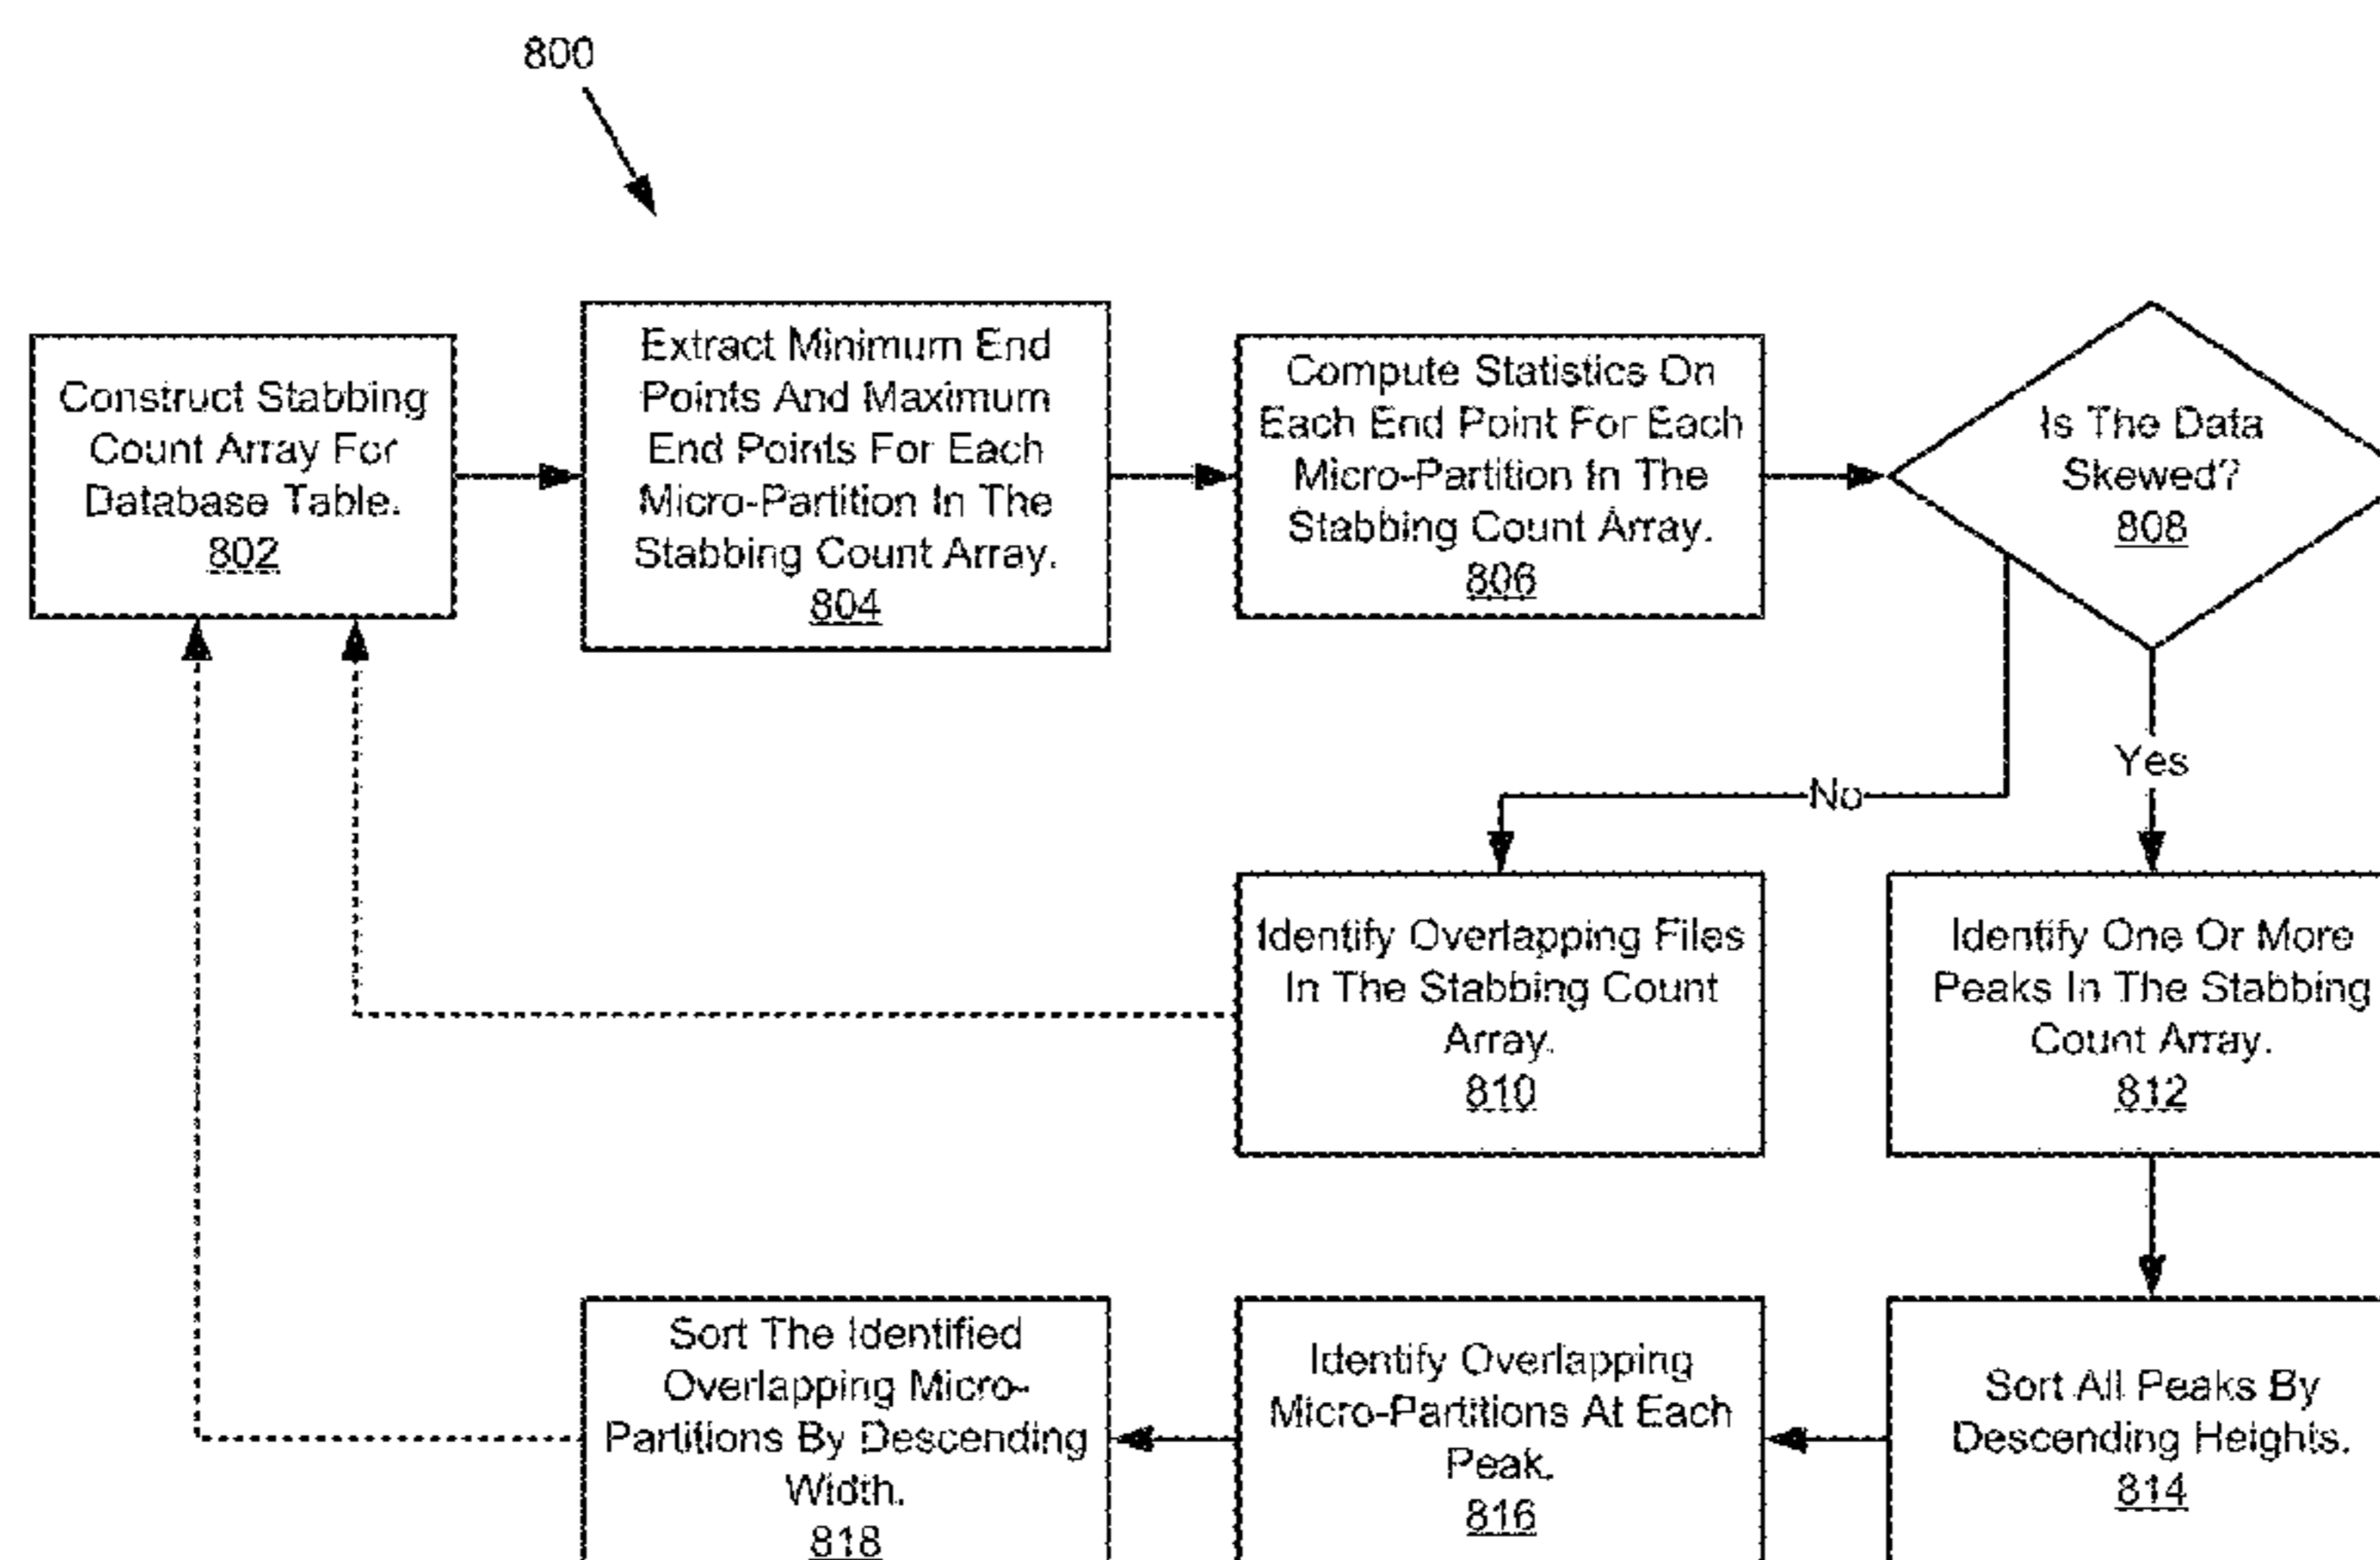 800
Construct Stabbing
Count Array For
Database Table.
802
Extract Minimum End
Points And Maximum
End Points For Each
Micro-Partition In The
Stabbing Count Array.
804
Compute Statistics On
Each End Point For Each
Micro-Partition In The
Stabbing Count Array.
806
Is The Data
Skewed?
808
No
Yes
Identify Overlapping Files
In The Stabbing Count
Array.
810
Identify One Or More
Peaks In The Stabbing
Count Array.
812
Sort The Identified
Overlapping Micro-
Partitions By Descending
Width.
818
Identify Overlapping
Micro-Partitions At Each
Peak.
816
Sort All Peaks By
Descending Heights.
814